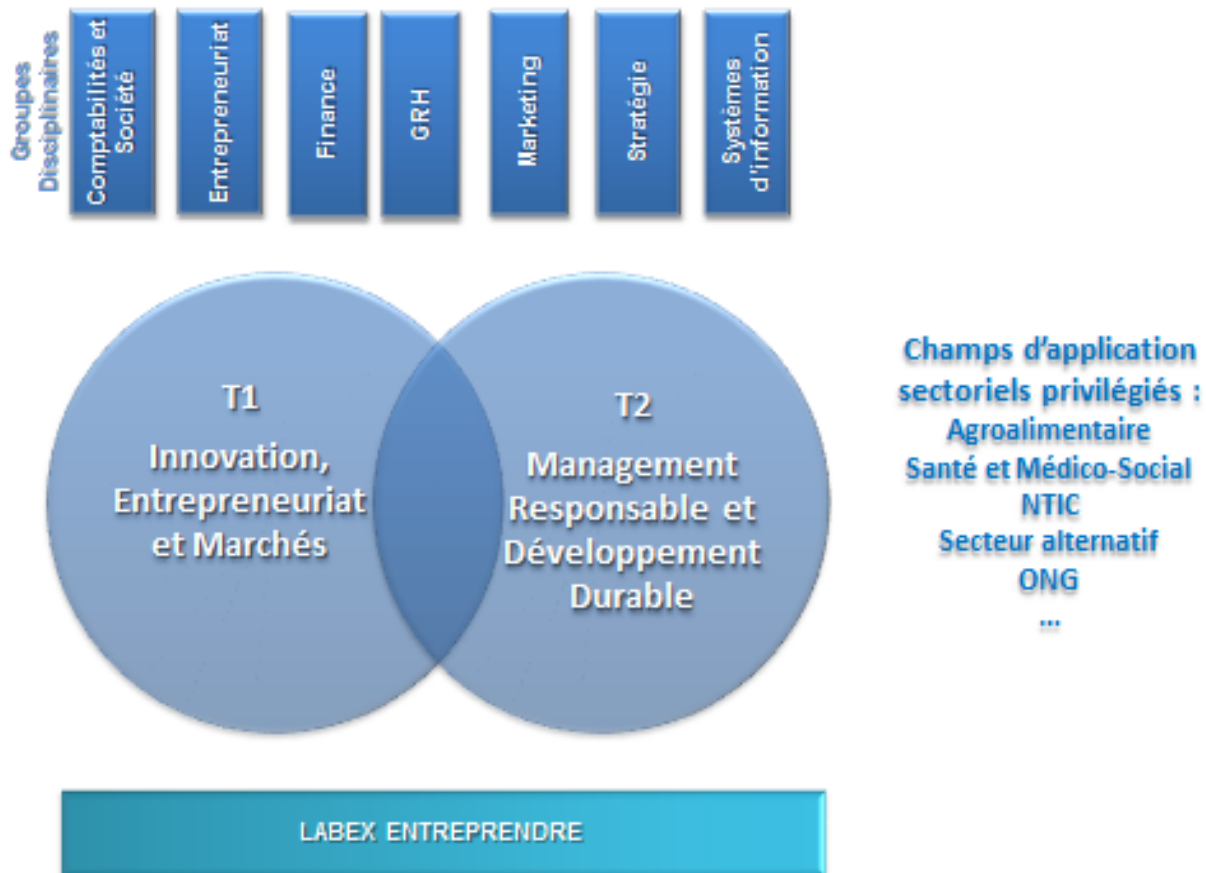 Groupes
Disciplinaires
Comptabilités et
Société
Entrepreneuriat
Finance
GRH
Marketing
Stratégie
Systèmes
d'information
T1
Innovation,
Entrepreneuriat
et Marchés
T2
Management
Responsable et
Développement
Durable
Champs d'application
sectoriels privilégiés :
Agroalimentaire
Santé et Médico-Social
NTIC
Secteur alternatif
ONG
...
LABEX ENTREPRENDRE